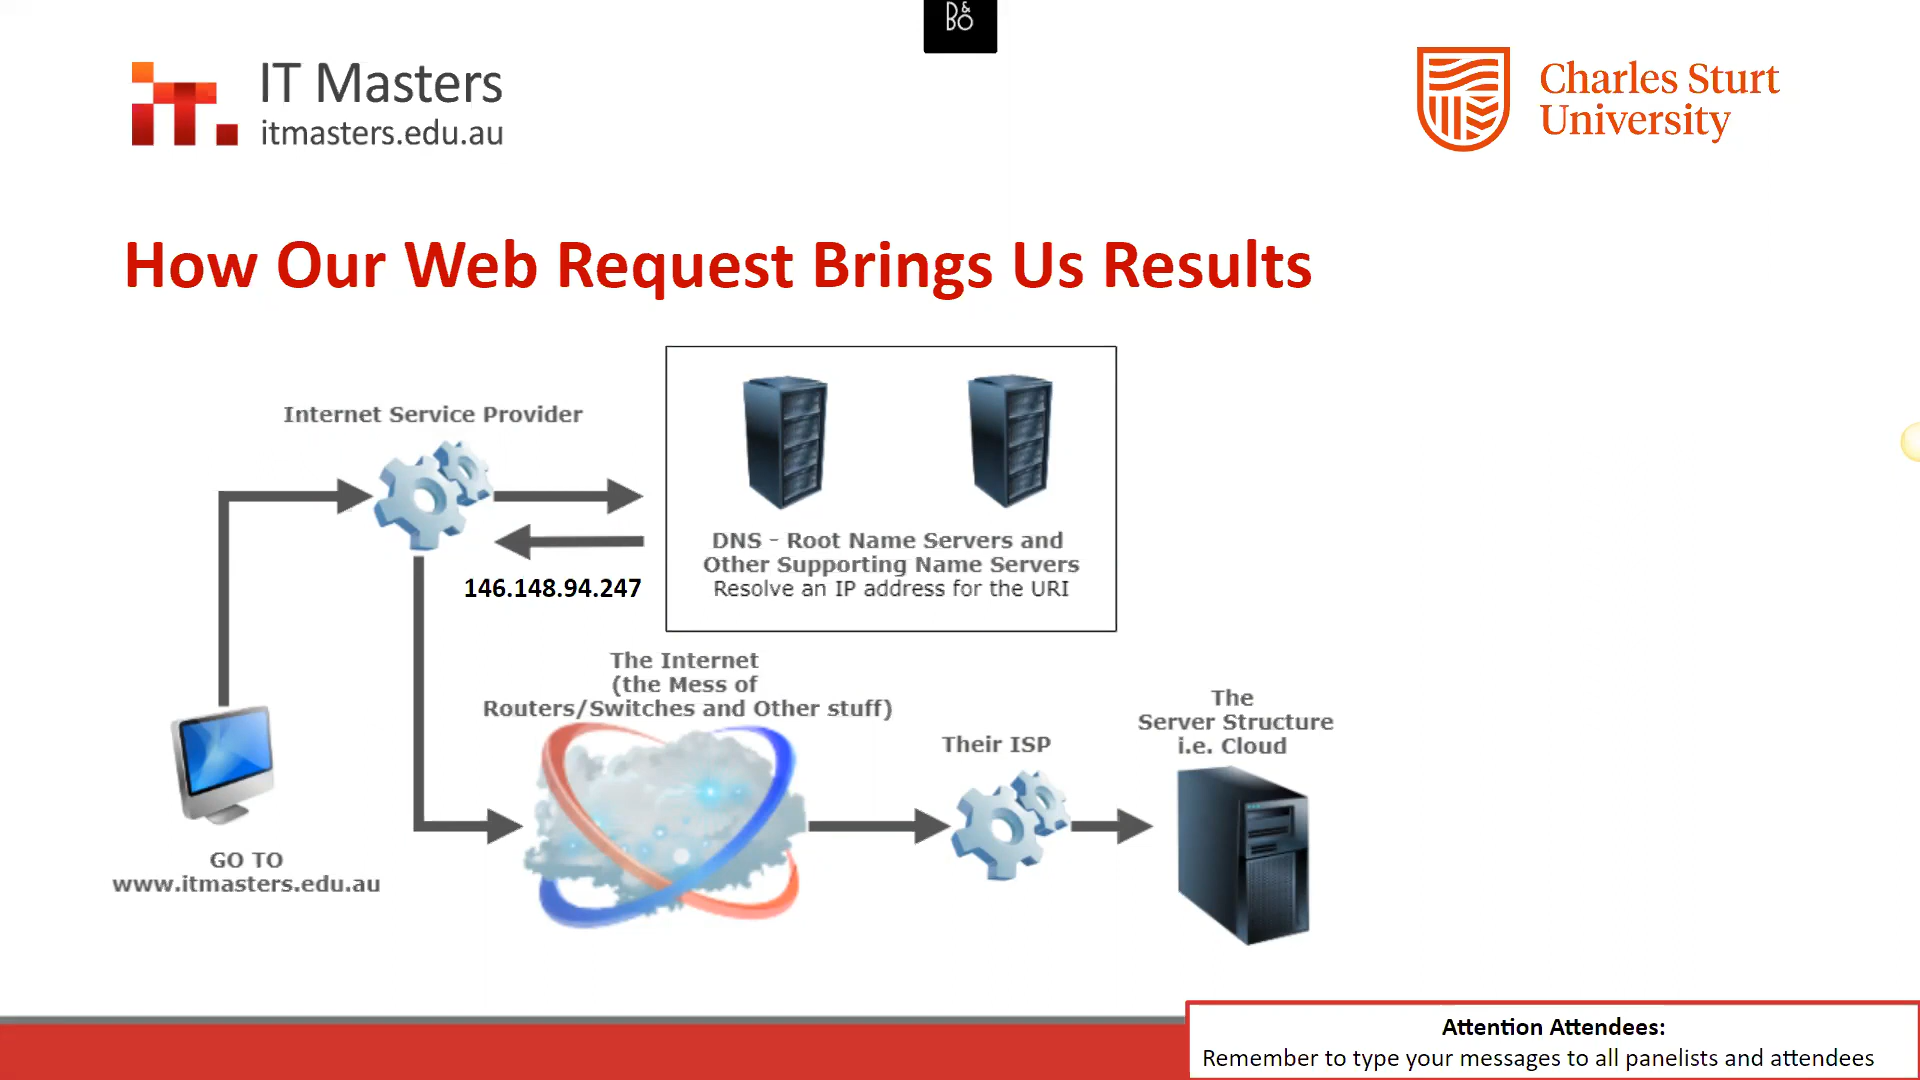 B&O
IT Masters
itmasters.edu.au
Charles Sturt
University
How Our Web Request Brings Us Results
Internet Service Provider
DNS - Root Name Servers and
Other Supporting Name Servers
Resolve an IP address for the URI
146.148.94.247
The Internet
(the Mess of
Routers/Switches and Other stuff)
Their ISP
The
Server Structure
i.e. Cloud
GO TO
www.itmasters.edu.au
Attention Attendees:
Remember to type your messages to all panelists and attendees